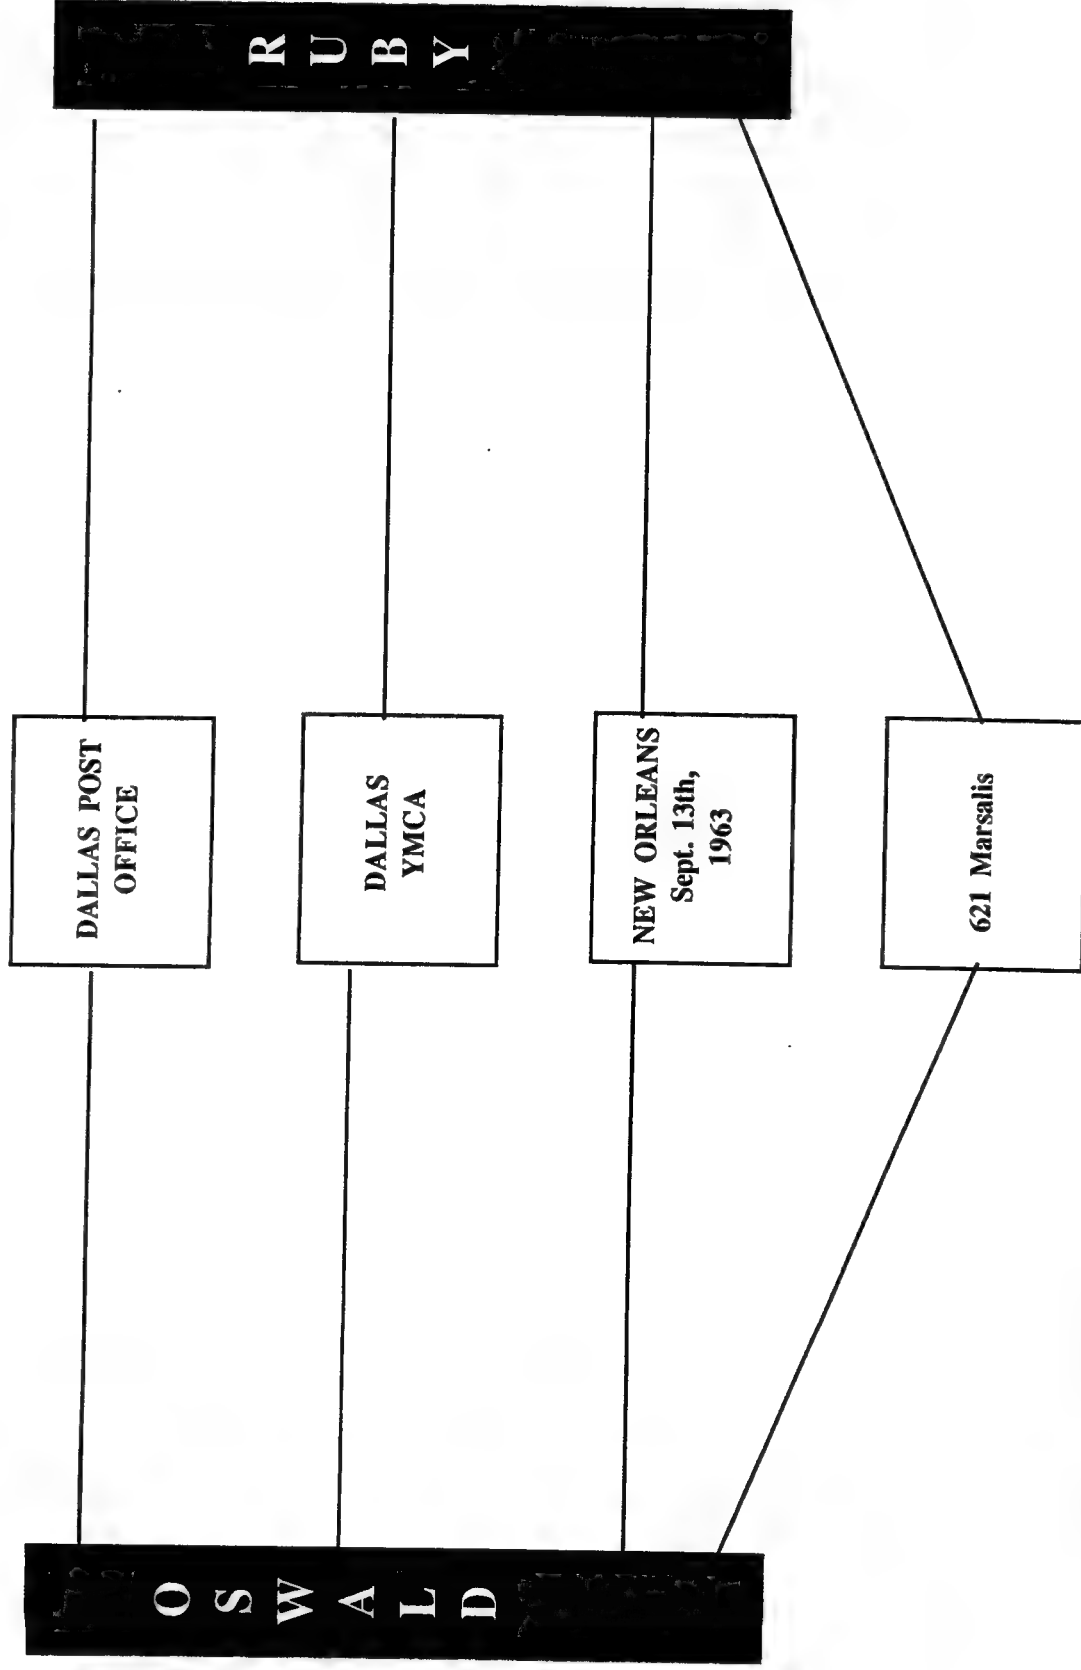 OSWALD
DALLAS POST
OFFICE
DALLAS
YMCA
NEW ORLEANS
Sept. 13th,
1963
621 Marsalis
RUBY